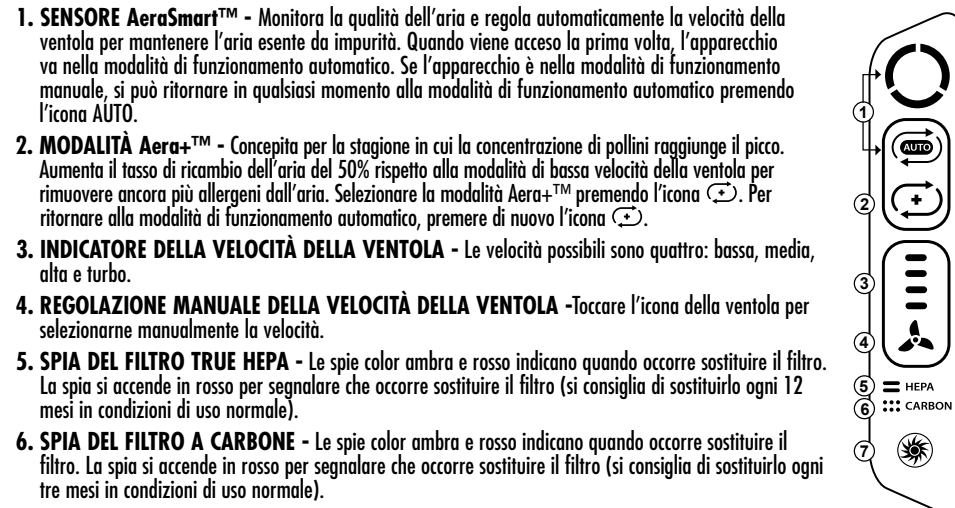 1. SENSORE AeraSmart™ - Monitora la qualità dell'aria e regola automaticamente la velocità della
ventola per mantenere l'aria esente da impurità. Quando viene acceso la prima volta, l'apparecchio
va nella modalità di funzionamento automatico. Se l'apparecchio è nella modalità di funzionamento
manuale, si può ritornare in qualsiasi momento alla modalità di funzionamento automatico premendo
l'icona AUTO.
2. MODALITÀ Aera+™ - Concepita per la stagione in cui la concentrazione di pollini raggiunge il picco.
Aumenta il tasso di ricambio dell'aria del 50% rispetto alla modalità di bassa velocità della ventola per
rimuovere ancora più allergeni dall'aria. Selezionare la modalità Aera+™ premendo l'icona. Per
ritornare alla modalità di funzionamento automatico, premere di nuovo l'icona.
3. INDICATORE DELLA VELOCITÀ DELLA VENTOLA - Le velocità possibili sono quattro: bassa, media,
alta e turbo.
4. REGOLAZIONE MANUALE DELLA VELOCITÀ DELLA VENTOLA -Toccare l'icona della ventola per
selezionarne manualmente la velocità.
5. SPIA DEL FILTRO TRUE HEPA - Le spie color ambra e rosso indicano quando occorre sostituire il filtro.
La spia si accende in rosso per segnalare che occorre sostituire il filtro (si consiglia di sostituirlo ogni 12
mesi in condizioni di uso normale).
6. SPIA DEL FILTRO A CARBONE - Le spie color ambra e rosso indicano quando occorre sostituire il
filtro. La spia si accende in rosso per segnalare che occorre sostituire il filtro (si consiglia di sostituirlo ogni
tre mesi in condizioni di uso normale).
1
AUTO
2
3
4
5 HEPA
6 CARBON
7